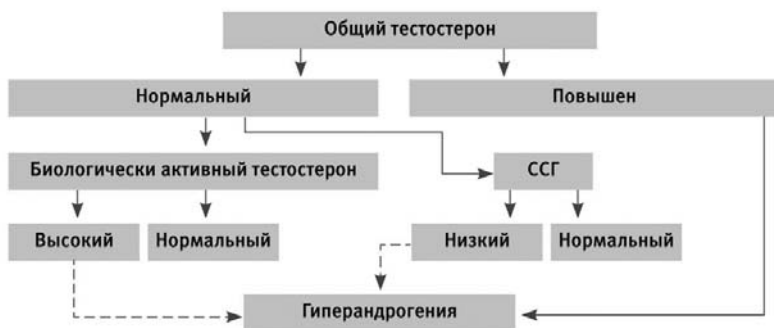 Общий тестостерон
Нормальный
Повышен
Биологически активный тестостерон
ССГ
Высокий
Нормальный
Низкий
Нормальный
Гиперандрогения